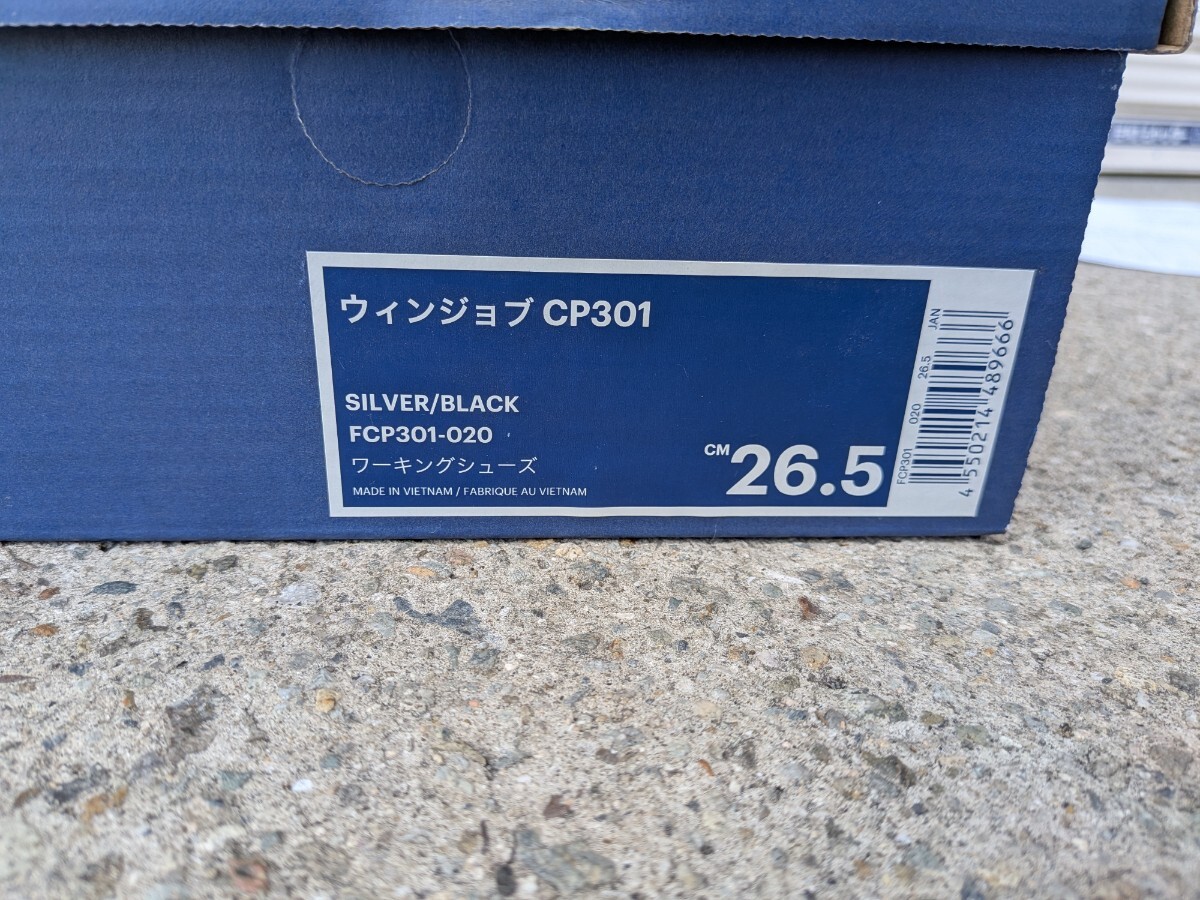 ウィンジョブ CP301
SILVER/BLACK
FCP301-020
ワーキングシューズ
MADE IN VIETNAM / FABRIQUE AU VIETNAM
CM 26.5
FCP301 020 26.5 JAN
4 550214 489666